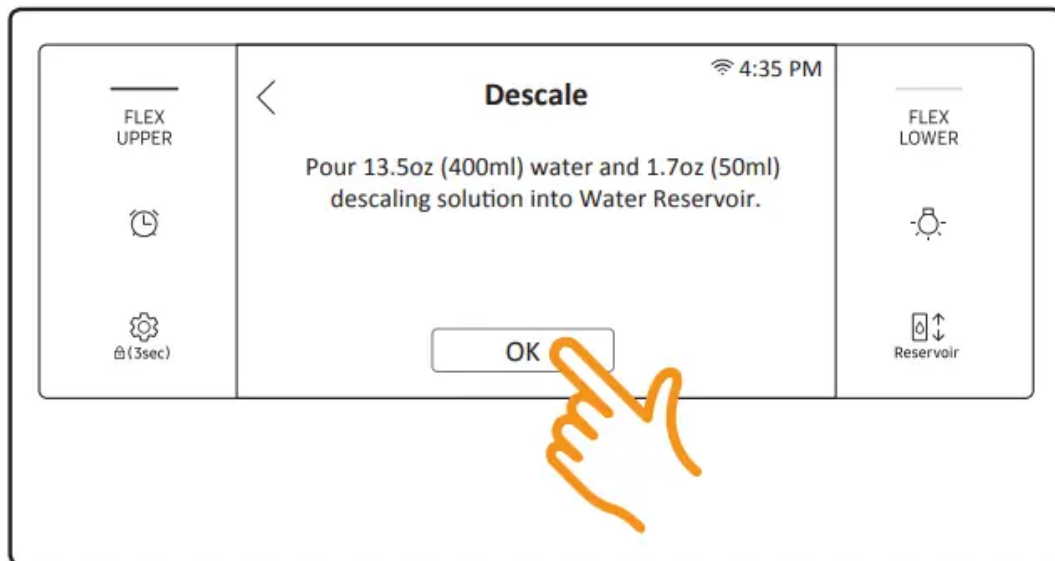 4:35 PM
Descale
FLEX
UPPER
FLEX
LOWER
Pour 13.5oz (400ml) water and 1.7oz (50ml)
descaling solution into Water Reservoir.
(3sec)
OK
Reservoir